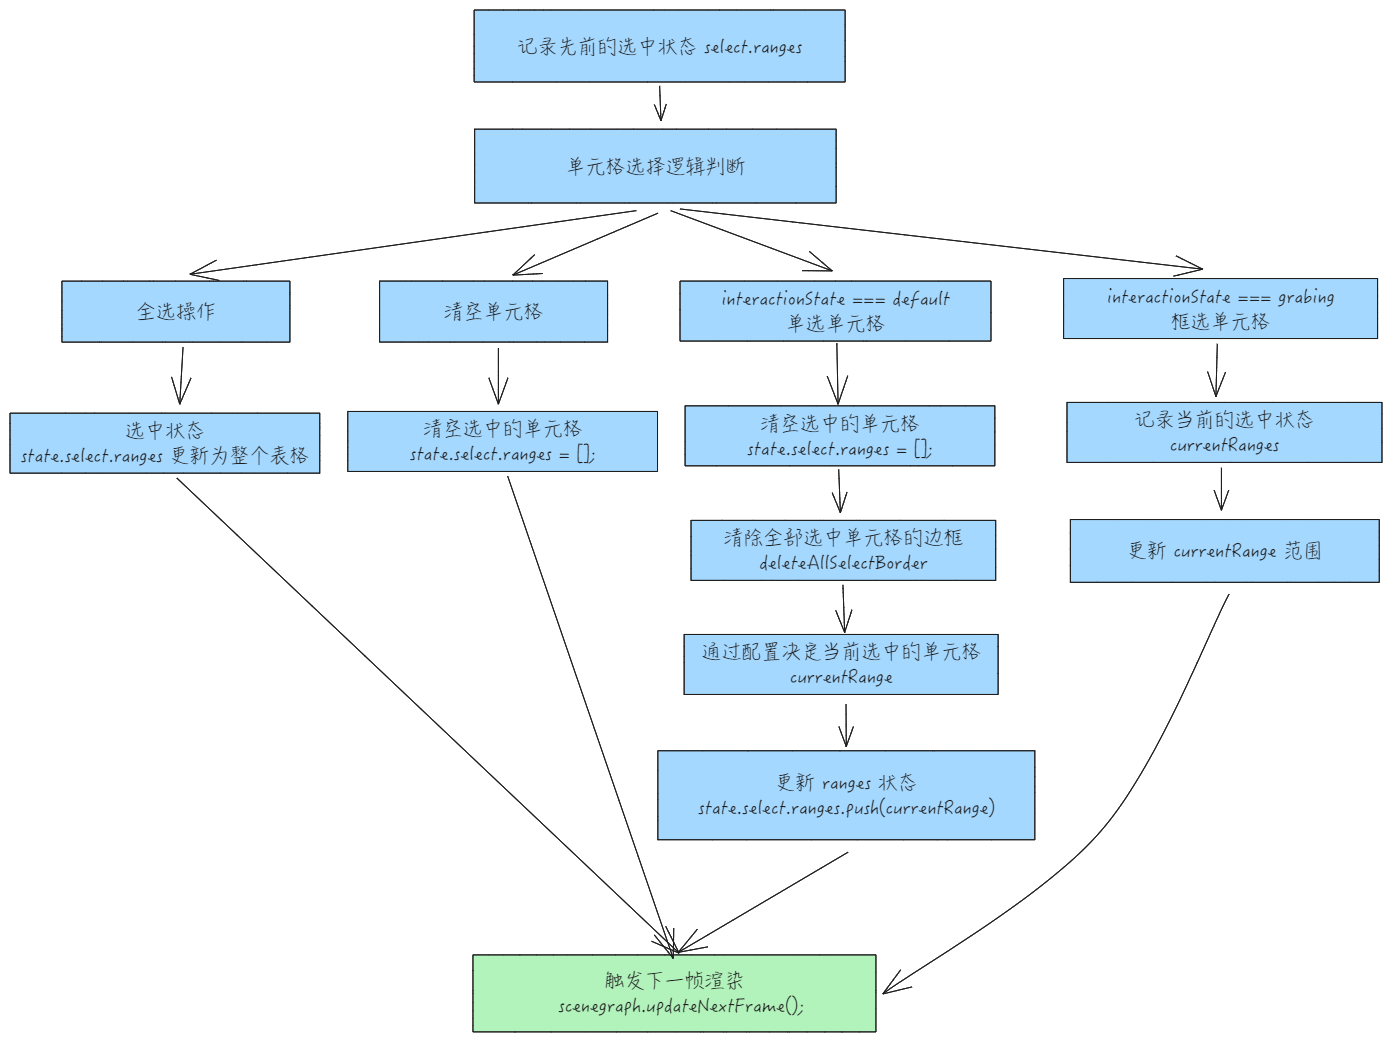 记录先前的选中状态 select.ranges
单元格选择逻辑判断
全选操作
清空单元格
interactionState === default
单选单元格
interactionState === grabing
框选单元格
选中状态
state.select.ranges 更新为整个表格
清空选中的单元格
state.select.ranges = [];
清空选中的单元格
state.select.ranges = [];
记录当前的选中状态
currentRanges
清除全部选中单元格的边框
deleteAllSelectBorder
更新 currentRange 范围
通过配置决定当前选中的单元格
currentRange
更新 ranges 状态
state.select.ranges.push(currentRange)
触发下一帧渲染
scenegraph.updateNextFrame();